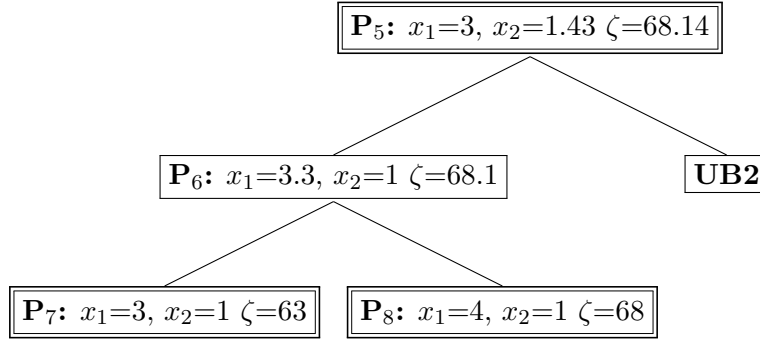 P₅: x₁=3, x₂=1.43 ζ=68.14
P₆: x₁=3.3, x₂=1 ζ=68.1
UB2
P₇: x₁=3, x₂=1 ζ=63
P₈: x₁=4, x₂=1 ζ=68